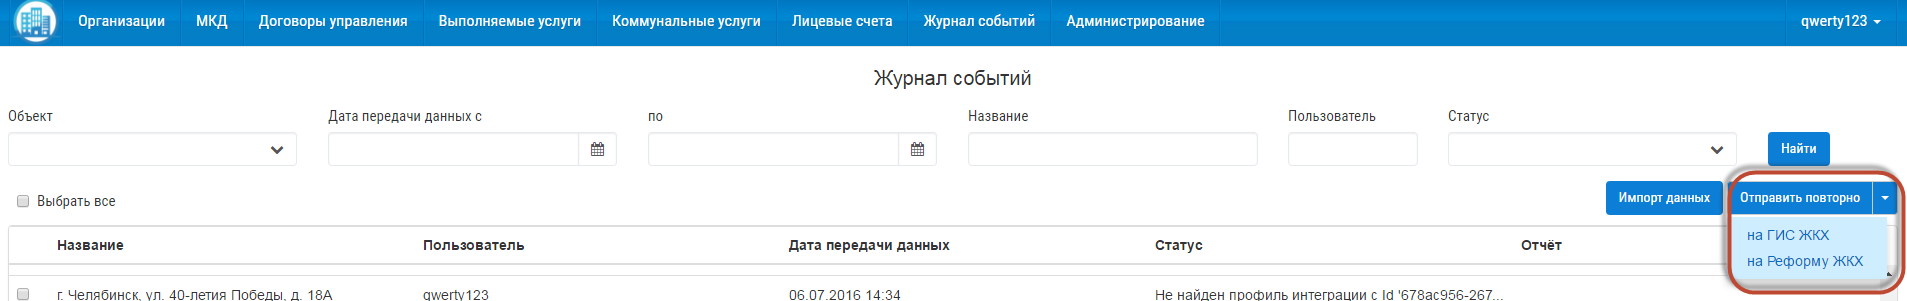 Организации МКД Договоры управления Выполняемые услуги Коммунальные услуги Лицевые счета Журнал событий Администрирование qwerty123
Журнал событий
Объект Дата передачи данных с по Название Пользователь Статус
Найти
Выбрать все Импорт данных Отправить повторно
на ГИС ЖКХ
на Реформу ЖКХ
Название Пользователь Дата передачи данных Статус Отчёт
г. Челябинск, ул. 40-летия Победы, д. 18А qwerty123 06.07.2016 14:34 Не найден профиль интеграции с Id '678ac956-267...